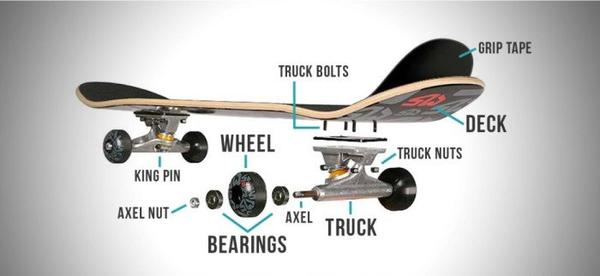 GRIP TAPE
TRUCK BOLTS
DECK
WHEEL
TRUCK NUTS
KING PIN
AXEL NUT
AXEL
TRUCK
BEARINGS